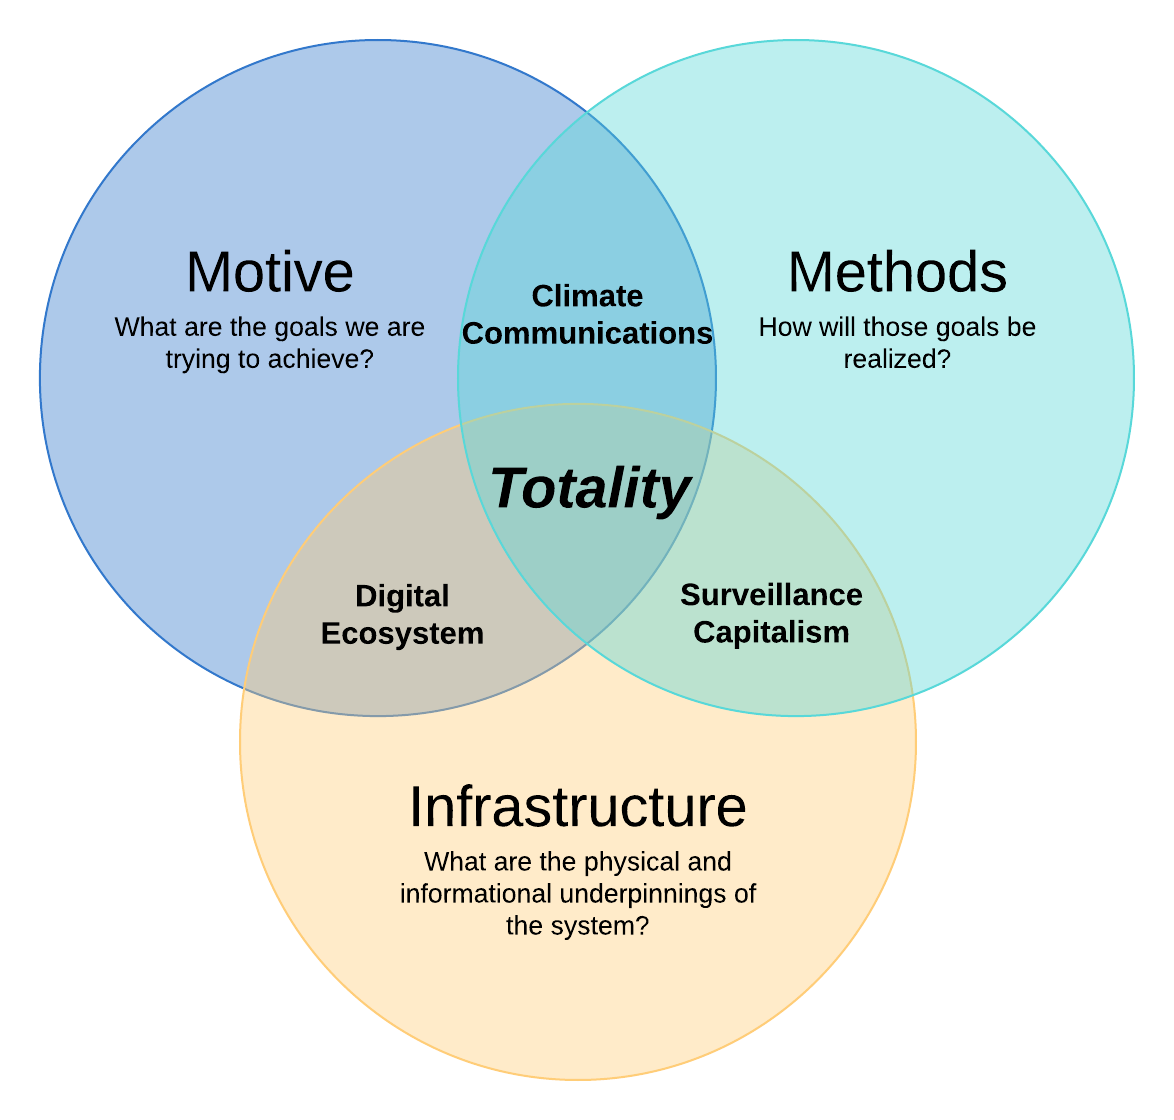 Motive
What are the goals we are
trying to achieve?
Climate
Communications
Methods
How will those goals be
realized?
Totality
Digital
Ecosystem
Surveillance
Capitalism
Infrastructure
What are the physical and
informational underpinnings of
the system?